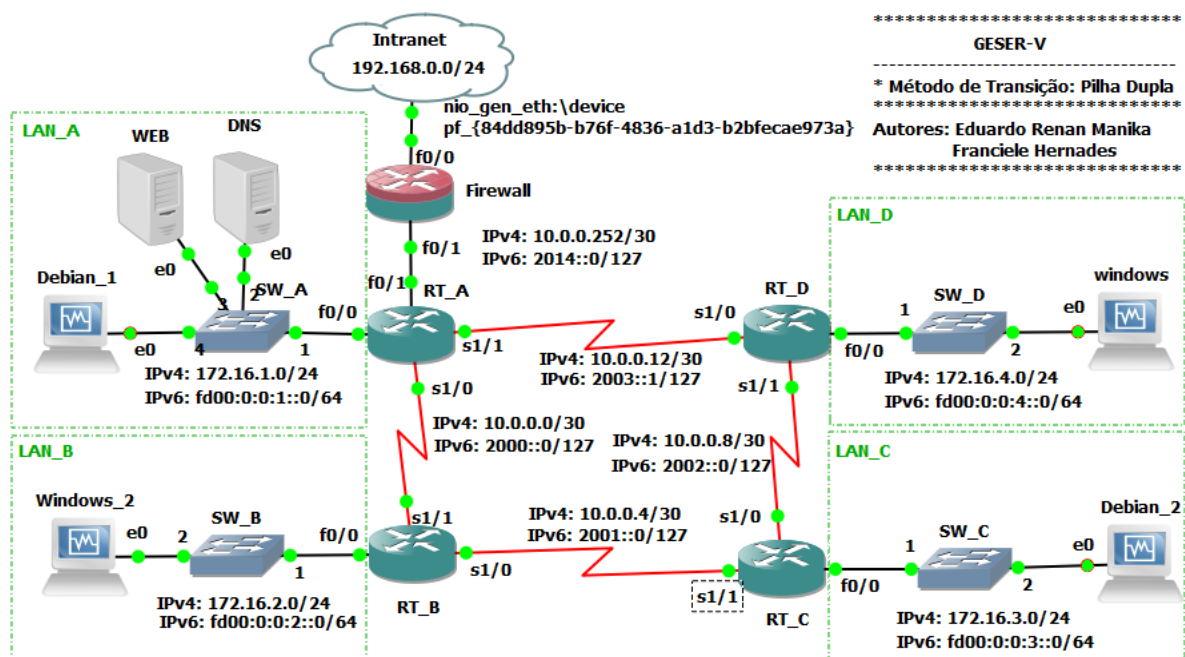 Intranet
192.168.0.0/24
******************************
GESER-V
------------------------------------
* Método de Transição: Pilha Dupla
******************************
Autores: Eduardo Renan Manika
Franciele Hernades
******************************
nio_gen_eth:\device
pf_{84dd895b-b76f-4836-a1d3-b2bfecae973a}
f0/0
Firewall
f0/1
IPv4: 10.0.0.252/30
IPv6: 2014::0/127
f0/1
LAN_A
WEB
DNS
e0
e0
Debian_1
e0
3
2
SW_A
4
1
f0/0
IPv4: 172.16.1.0/24
IPv6: fd00:0:0:1::0/64
RT_A
s1/1
s1/0
IPv4: 10.0.0.12/30
IPv6: 2003::1/127
IPv4: 10.0.0.0/30
IPv6: 2000::0/127
LAN_D
RT_D
s1/0
f0/0
s1/1
1
SW_D
2
windows
e0
IPv4: 172.16.4.0/24
IPv6: fd00:0:0:4::0/64
IPv4: 10.0.0.8/30
IPv6: 2002::0/127
LAN_B
Windows_2
e0
2
SW_B
1
f0/0
IPv4: 172.16.2.0/24
IPv6: fd00:0:0:2::0/64
s1/1
s1/0
RT_B
IPv4: 10.0.0.4/30
IPv6: 2001::0/127
LAN_C
s1/0
s1/1
RT_C
f0/0
1
SW_C
2
Debian_2
e0
IPv4: 172.16.3.0/24
IPv6: fd00:0:0:3::0/64